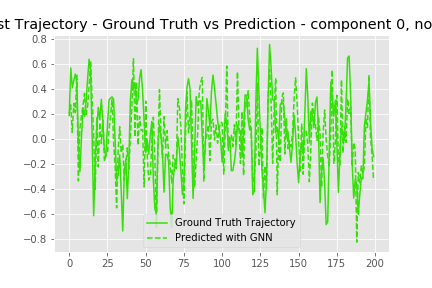 st Trajectory - Ground Truth vs Prediction - component 0, no
0.8
0.6
0.4
0.2
0.0
−0.2
−0.4
−0.6
−0.8
Ground Truth Trajectory
Predicted with GNN
0 25 50 75 100 125 150 175 200